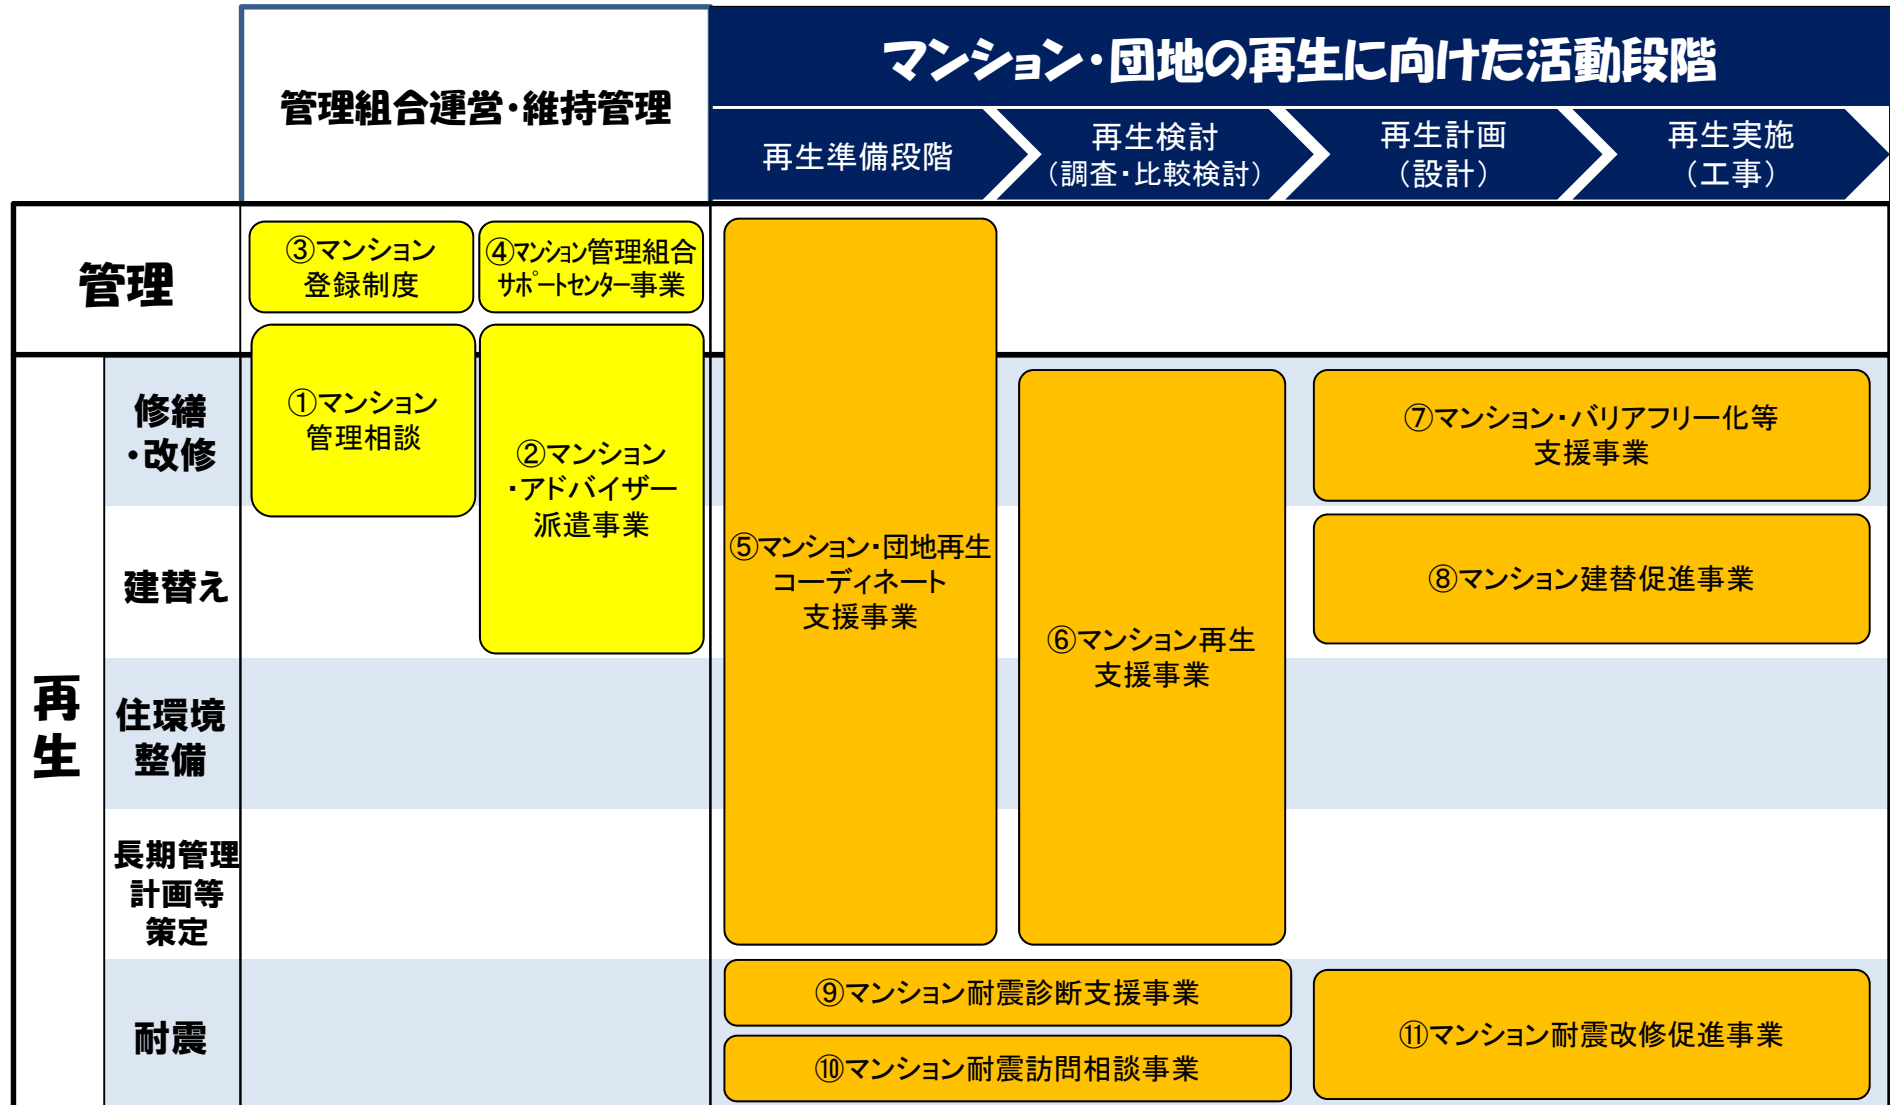 マンション・団地の再生に向けた活動段階
管理組合運営・維持管理
再生準備段階
再生検討
(調査・比較検討)
再生計画
(設計)
再生実施
(工事)
管理
③マンション
登録制度
④マンション管理組合
サポートセンター事業
再生
修繕
・改修
①マンション
管理相談
②マンション
・アドバイザー
派遣事業
⑤マンション・団地再生
コーディネート
支援事業
⑥マンション再生
支援事業
⑦マンション・バリアフリー化等
支援事業
建替え
⑧マンション建替促進事業
住環境
整備
長期管理
計画等
策定
耐震
⑨マンション耐震診断支援事業
⑩マンション耐震訪問相談事業
⑪マンション耐震改修促進事業